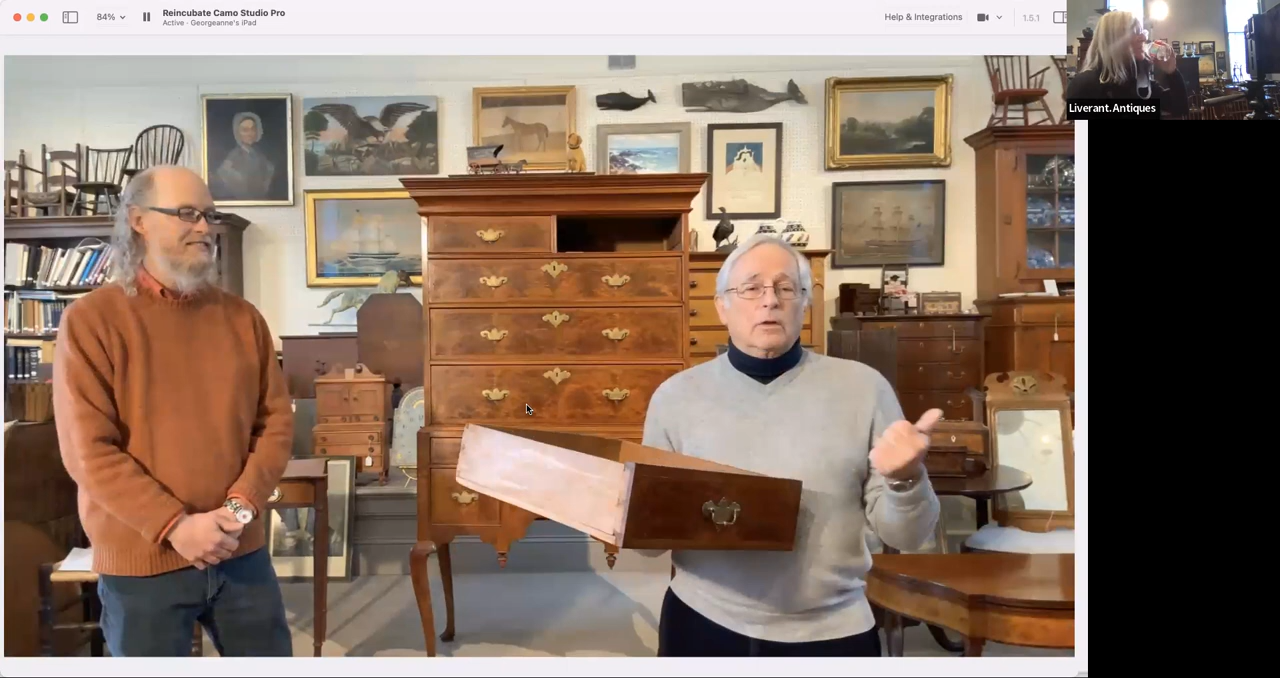 84%
Reincubate Camo Studio Pro
Active - Georgeanne's iPad
Help & Integrations
1.5.1
Liverant.Antiques